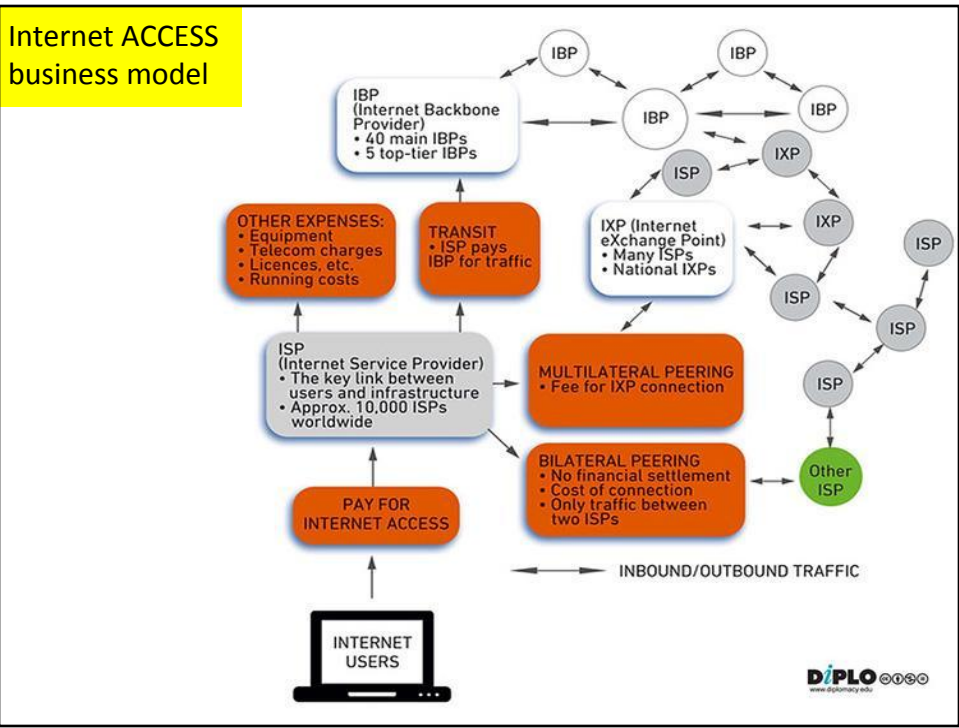 Internet ACCESS
business model
IBP
IBP
IBP
IBP
IBP
(Internet Backbone
Provider)
• 40 main IBPs
• 5 top-tier IBPs
ISP
IXP
IXP
ISP
ISP
ISP
ISP
OTHER EXPENSES:
• Equipment
• Telecom charges
• Licences, etc.
• Running costs
TRANSIT
• ISP pays
IBP for traffic
IXP (Internet
eXchange Point)
• Many ISPs
• National IXPs
ISP
(Internet Service Provider)
• The key link between
users and infrastructure
• Approx. 10,000 ISPs
worldwide
MULTILATERAL PEERING
• Fee for IXP connection
BILATERAL PEERING
• No financial settlement
• Cost of connection
• Only traffic between
two ISPs
Other
ISP
PAY FOR
INTERNET ACCESS
INBOUND/OUTBOUND TRAFFIC
INTERNET
USERS
DiPLO
www.diplomacy.edu